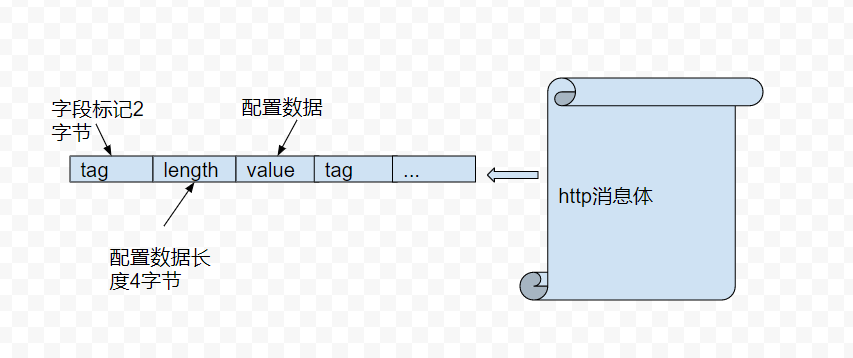 字段标记2
字节
配置数据
tag
length
value
tag
...
配置数据长
度4字节
http消息体